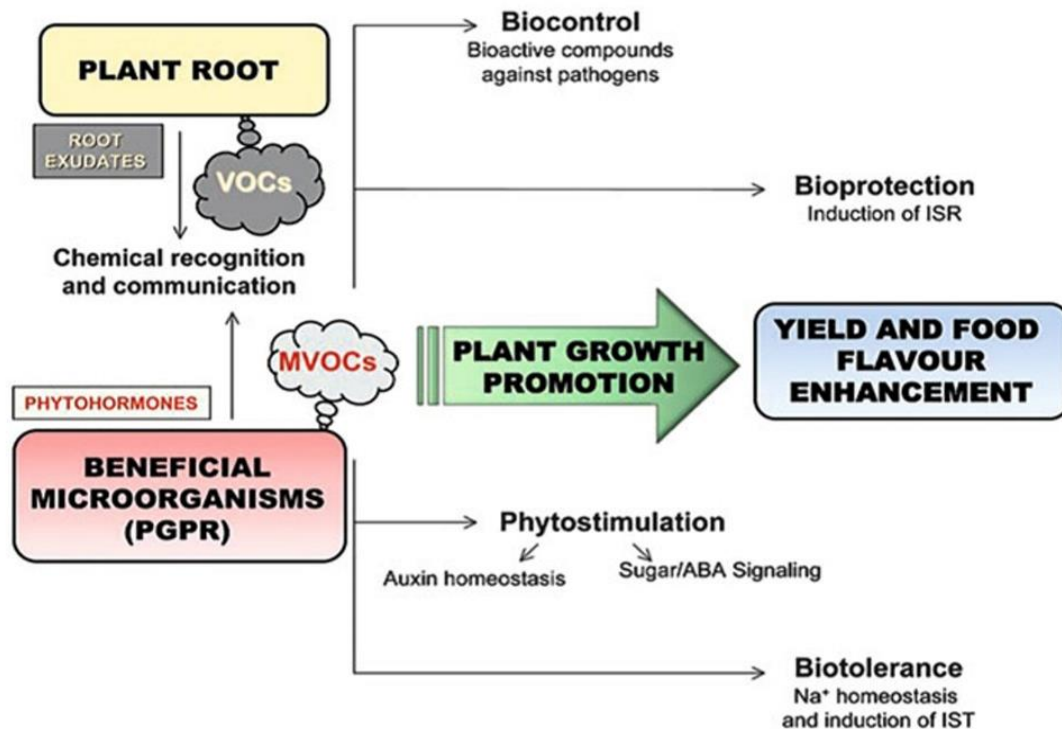 PLANT ROOT
ROOT
EXUDATES
VOCs
Chemical recognition
and communication
MVOCs
PHYTOHORMONES
BENEFICIAL
MICROORGANISMS
(PGPR)
Biocontrol
Bioactive compounds
against pathogens
Bioprotection
Induction of ISR
PLANT GROWTH
PROMOTION
YIELD AND FOOD
FLAVOUR
ENHANCEMENT
Phytostimulation
Auxin homeostasis
Sugar/ABA Signaling
Biotolerance
Na⁺ homeostasis
and induction of IST